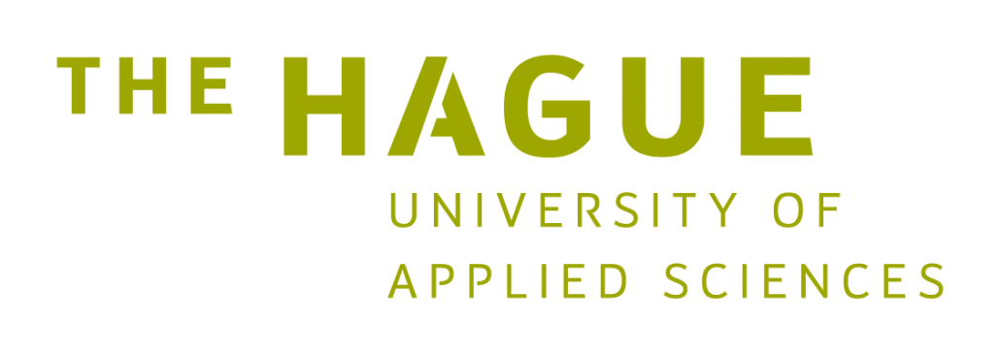 THE HAGUE
UNIVERSITY OF
APPLIED SCIENCES